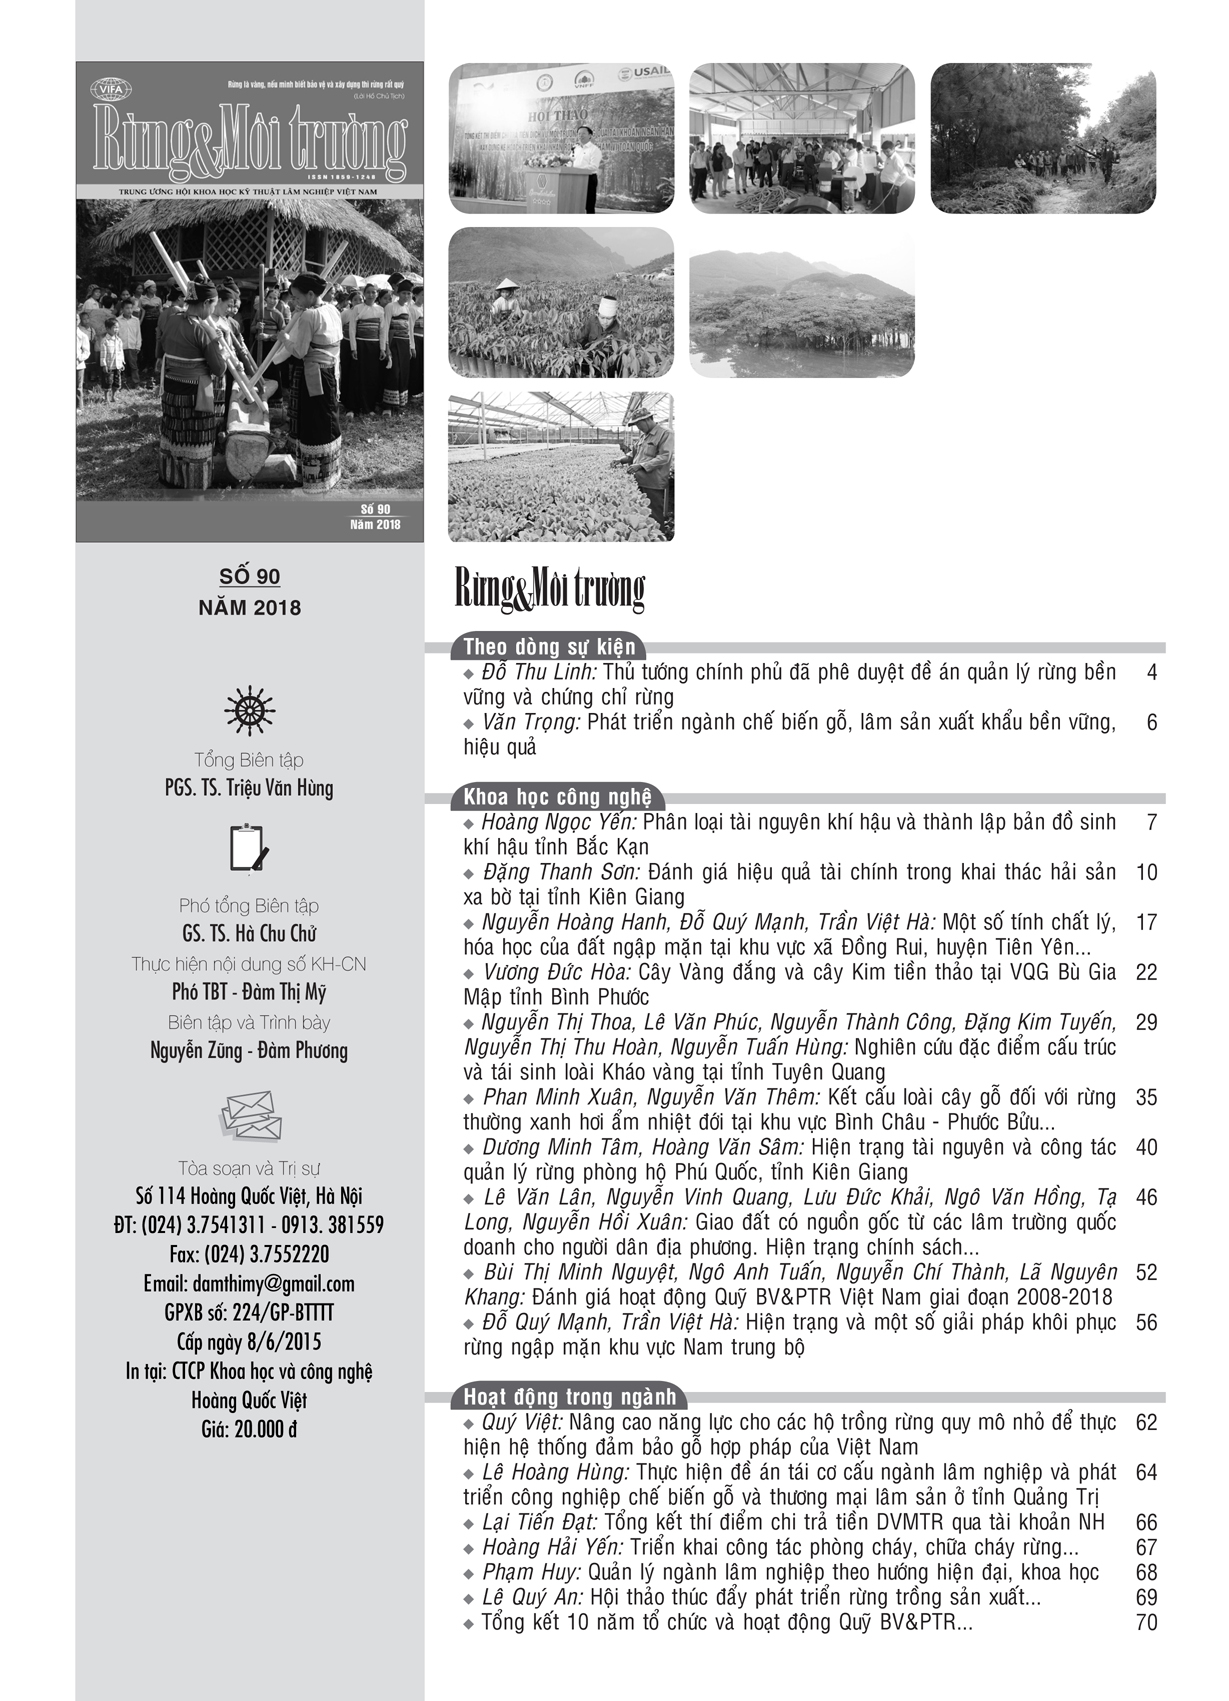 VIFA
Rừng là vàng, nếu mình biết bảo vệ và xây dựng thì rừng rất quý
(Lời Hồ Chủ Tịch)
Rừng&Môi trường
ISSN 1859-1248
TRUNG ƯƠNG HỘI KHOA HỌC KỸ THUẬT LÂM NGHIỆP VIỆT NAM
Số 90
Năm 2018
SỐ 90
NĂM 2018
Tổng Biên tập
PGS. TS. Triệu Văn Hùng
Phó tổng Biên tập
GS. TS. Hà Chu Chử
Thực hiện nội dung số KH-CN
Phó TBT - Đàm Thị Mỹ
Biên tập và Trình bày
Nguyễn Zũng - Đàm Phương
Tòa soạn và Trị sự
Số 114 Hoàng Quốc Việt, Hà Nội
ĐT: (024) 3.7541311 - 0913. 381559
Fax: (024) 3.7552220
Email: damthimy@gmail.com
GPXB số: 224/GP-BTTTT
Cấp ngày 8/6/2015
In tại: CTCP Khoa học và công nghệ
Hoàng Quốc Việt
Giá: 20.000 đ
USAID
VNFF
HỘI THẢO
Rừng&Môi trường
Theo dòng sự kiện
◆ Đỗ Thu Linh: Thủ tướng chính phủ đã phê duyệt đề án quản lý rừng bền 4
vững và chứng chỉ rừng
◆ Văn Trọng: Phát triển ngành chế biến gỗ, lâm sản xuất khẩu bền vững, 6
hiệu quả
Khoa học công nghệ
◆ Hoàng Ngọc Yến: Phân loại tài nguyên khí hậu và thành lập bản đồ sinh 7
khí hậu tỉnh Bắc Kạn
◆ Đặng Thanh Sơn: Đánh giá hiệu quả tài chính trong khai thác hải sản 10
xa bờ tại tỉnh Kiên Giang
◆ Nguyễn Hoàng Hanh, Đỗ Quý Mạnh, Trần Việt Hà: Một số tính chất lý, 17
hóa học của đất ngập mặn tại khu vực xã Đồng Rui, huyện Tiên Yên...
◆ Vương Đức Hòa: Cây Vàng đắng và cây Kim tiền thảo tại VQG Bù Gia 22
Mập tỉnh Bình Phước
◆ Nguyễn Thị Thoa, Lê Văn Phúc, Nguyễn Thành Công, Đặng Kim Tuyến, 29
Nguyễn Thị Thu Hoàn, Nguyễn Tuấn Hùng: Nghiên cứu đặc điểm cấu trúc
và tái sinh loài Kháo vàng tại tỉnh Tuyên Quang
◆ Phan Minh Xuân, Nguyễn Văn Thêm: Kết cấu loài cây gỗ đối với rừng 35
thường xanh hơi ẩm nhiệt đới tại khu vực Bình Châu - Phước Bửu...
◆ Dương Minh Tâm, Hoàng Văn Sâm: Hiện trạng tài nguyên và công tác 40
quản lý rừng phòng hộ Phú Quốc, tỉnh Kiên Giang
◆ Lê Văn Lân, Nguyễn Vinh Quang, Lưu Đức Khải, Ngô Văn Hồng, Tạ 46
Long, Nguyễn Hồi Xuân: Giao đất có nguồn gốc từ các lâm trường quốc
doanh cho người dân địa phương. Hiện trạng chính sách...
◆ Bùi Thị Minh Nguyệt, Ngô Anh Tuấn, Nguyễn Chí Thành, Lã Nguyên 52
Khang: Đánh giá hoạt động Quỹ BV&PTR Việt Nam giai đoạn 2008-2018
◆ Đỗ Quý Mạnh, Trần Việt Hà: Hiện trạng và một số giải pháp khôi phục 56
rừng ngập mặn khu vực Nam trung bộ
Hoạt động trong ngành
◆ Quý Việt: Nâng cao năng lực cho các hộ trồng rừng quy mô nhỏ để thực 62
hiện hệ thống đảm bảo gỗ hợp pháp của Việt Nam
◆ Lê Hoàng Hùng: Thực hiện đề án tái cơ cấu ngành lâm nghiệp và phát 64
triển công nghiệp chế biến gỗ và thương mại lâm sản ở tỉnh Quảng Trị
◆ Lại Tiến Đạt: Tổng kết thí điểm chi trả tiền DVMTR qua tài khoản NH 66
◆ Hoàng Hải Yến: Triển khai công tác phòng cháy, chữa cháy rừng... 67
◆ Phạm Huy: Quản lý ngành lâm nghiệp theo hướng hiện đại, khoa học 68
◆ Lê Quý An: Hội thảo thúc đẩy phát triển rừng trồng sản xuất... 69
◆ Tổng kết 10 năm tổ chức và hoạt động Quỹ BV&PTR... 70